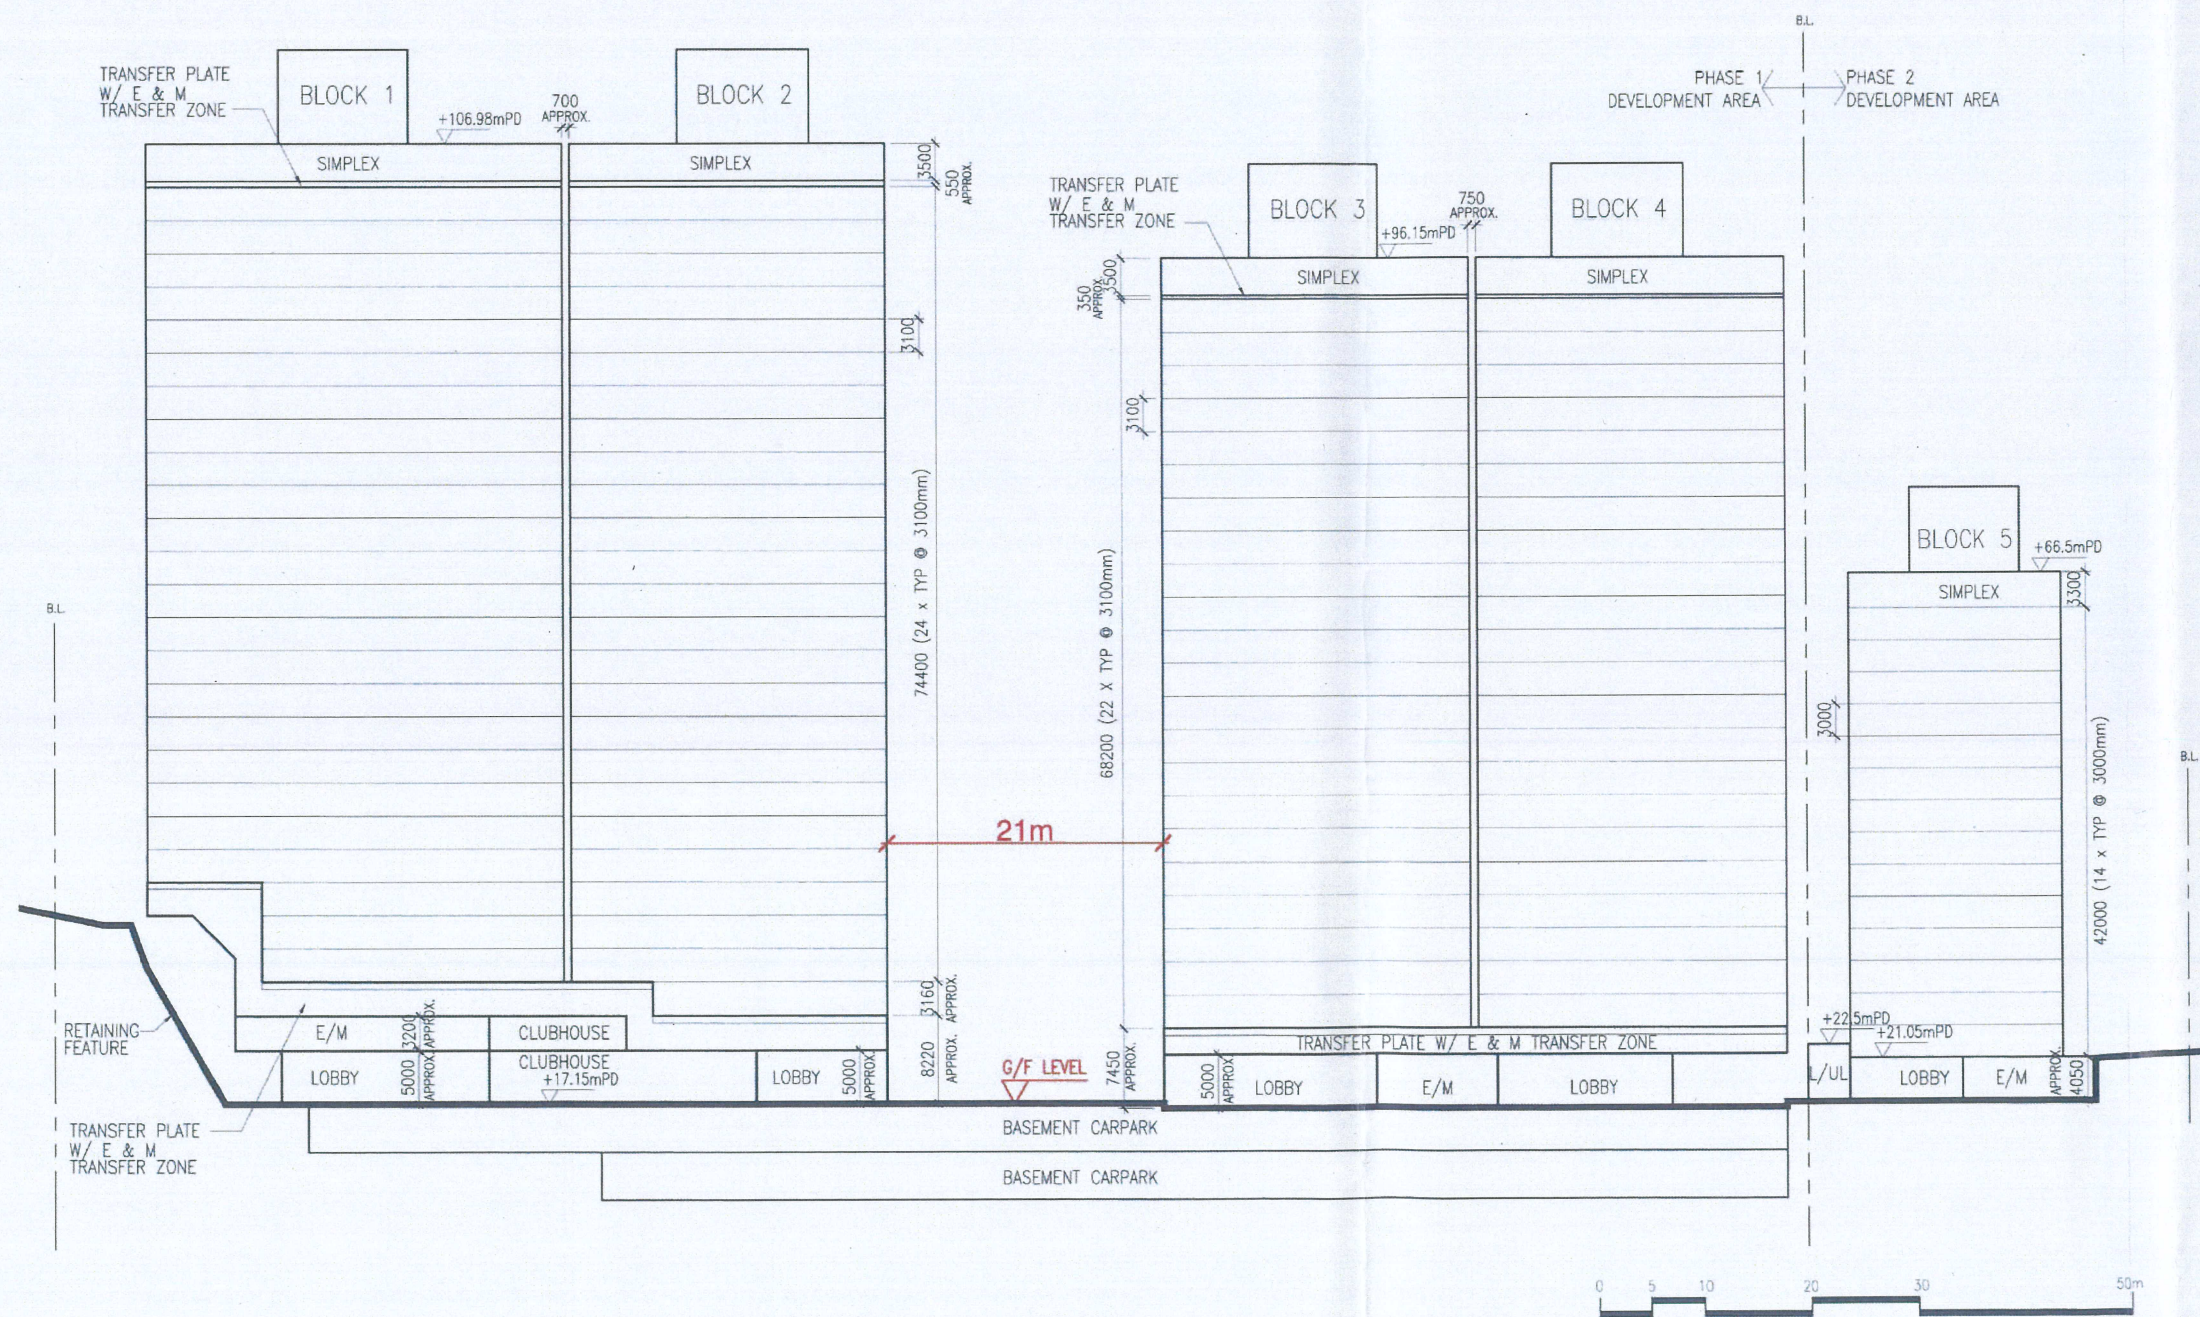 B.L.
PHASE 1
DEVELOPMENT AREA
PHASE 2
DEVELOPMENT AREA
TRANSFER PLATE
W/ E & M
TRANSFER ZONE
BLOCK 1
+106.98mPD
700
APPROX.
BLOCK 2
SIMPLEX
SIMPLEX
3500
550
APPROX.
3100
74400 (24 x TYP @ 3100mm)
3160
APPROX.
8220
APPROX.
TRANSFER PLATE
W/ E & M
TRANSFER ZONE
BLOCK 3
+96.15mPD
750
APPROX.
BLOCK 4
SIMPLEX
SIMPLEX
3500
350
APPROX.
3100
68200 (22 X TYP @ 3100mm)
7450
APPROX.
21m
BLOCK 5
+66.5mPD
SIMPLEX
3300
3000
42000 (14 x TYP @ 3000mm)
B.L.
B.L.
RETAINING
FEATURE
E/M
3200
APPROX.
CLUBHOUSE
CLUBHOUSE
+17.15mPD
LOBBY
5000
APPROX.
LOBBY
5000
APPROX.
G/F LEVEL
TRANSFER PLATE W/ E & M TRANSFER ZONE
5000
APPROX.
LOBBY
E/M
LOBBY
+22.5mPD
+21.05mPD
L/UL
LOBBY
E/M
APPROX.
4050
TRANSFER PLATE
W/ E & M
TRANSFER ZONE
BASEMENT CARPARK
BASEMENT CARPARK
0 5 10 20 30 50m